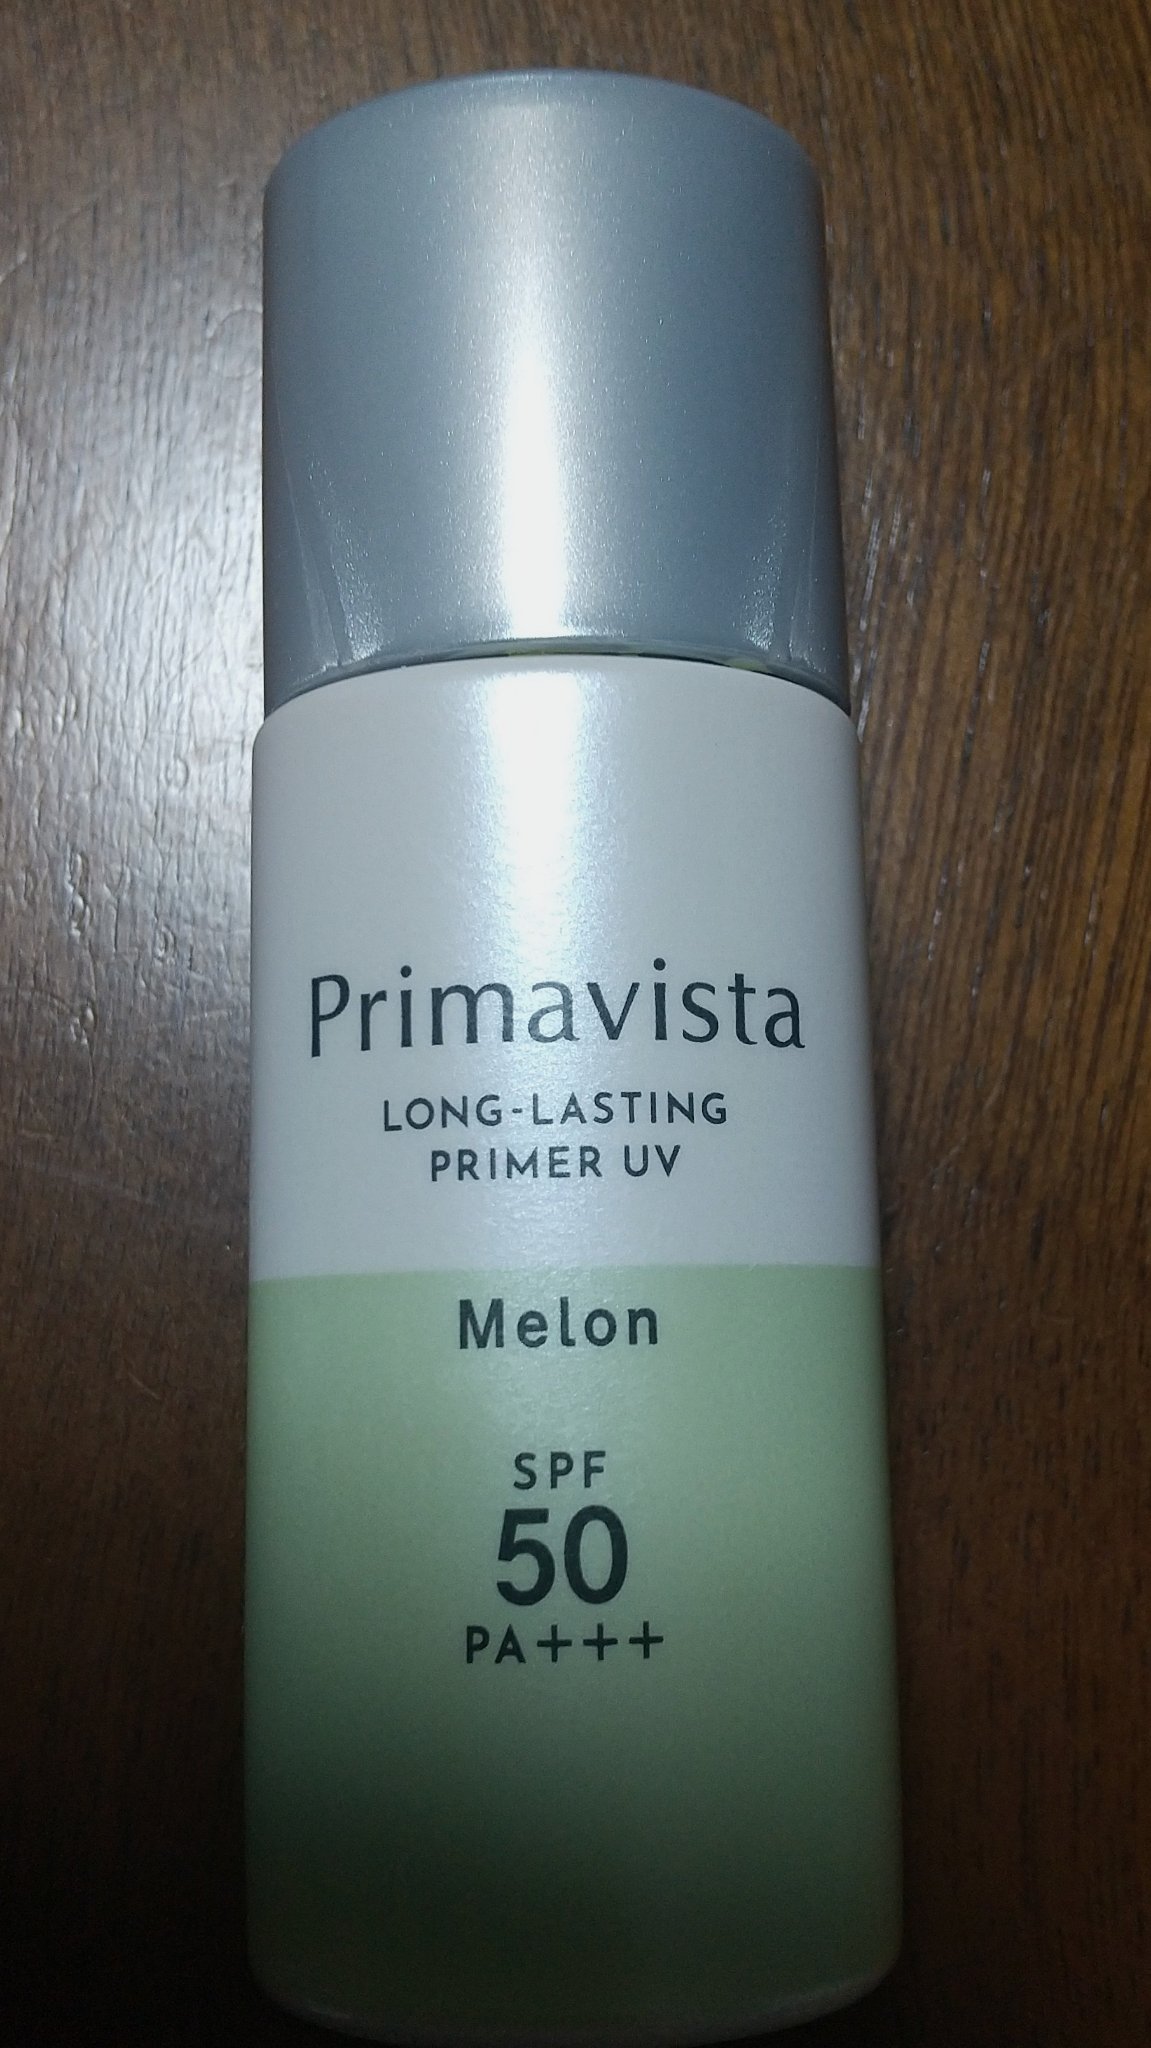 Primavista
LONG-LASTING
PRIMER UV
Melon
SPF
50
PA+++